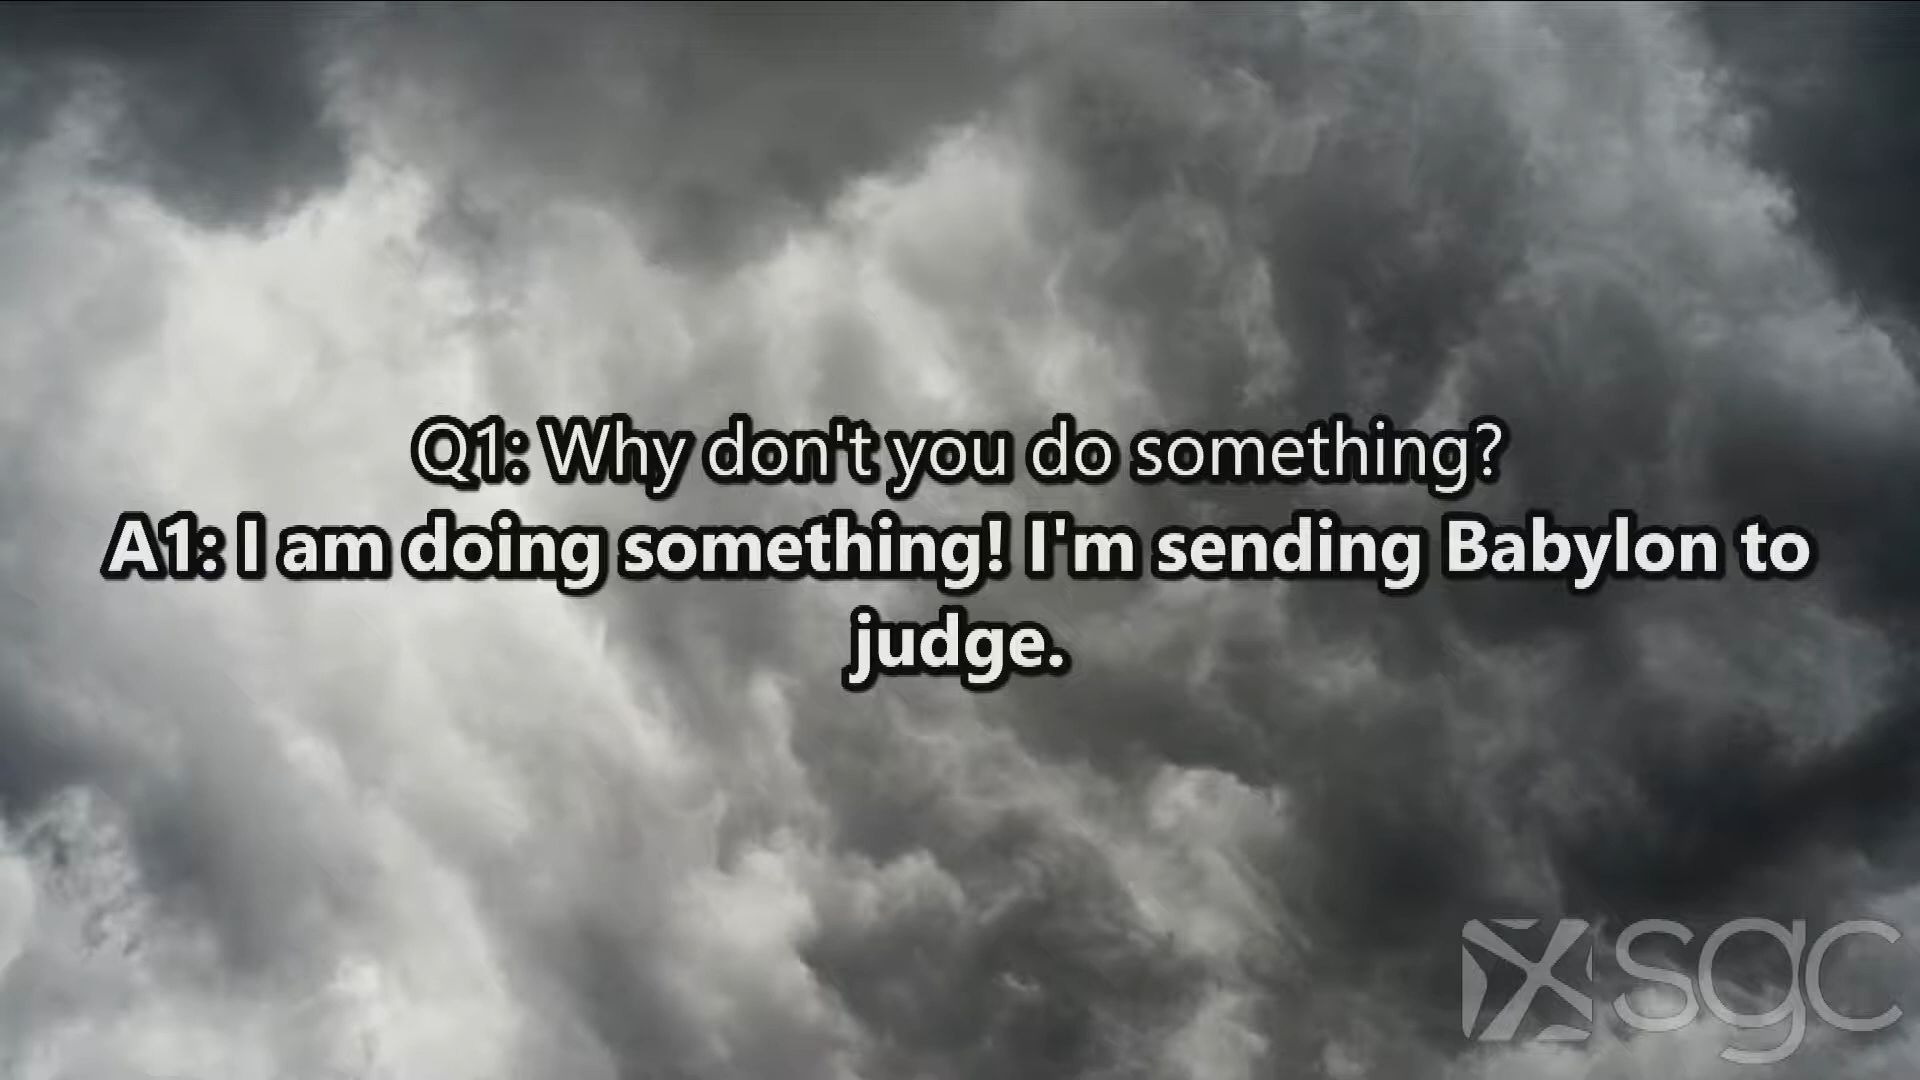 Q1: Why don't you do something?
A1: I am doing something! I'm sending Babylon to
judge.
sgc